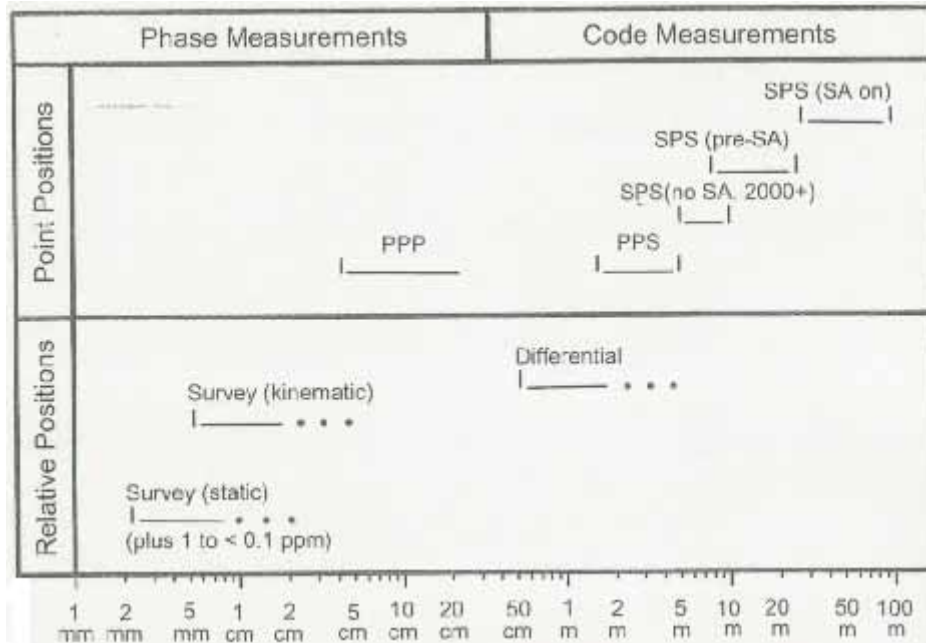 Phase Measurements
Code Measurements
Point Positions
SPS (SA on)
SPS (pre-SA)
SPS(no SA, 2000+)
PPP
PPS
Relative Positions
Differential
Survey (kinematic)
Survey (static)
(plus 1 to < 0.1 ppm)
1 2 5 1 2 5 10 20 50 1 2 5 10 20 50 100
mm mm mm cm cm cm cm cm cm m m m m m m m